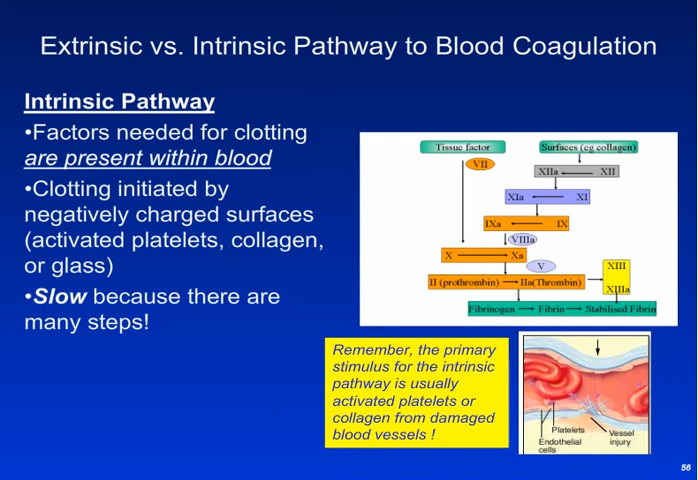 Extrinsic vs. Intrinsic Pathway to Blood Coagulation
Intrinsic Pathway
•Factors needed for clotting
are present within blood
•Clotting initiated by
negatively charged surfaces
(activated platelets, collagen,
or glass)
•Slow because there are
many steps!
Tissue factor
Surfaces (eg collagen)
VII
XIIa
XII
XIa
XI
IXa
IX
VIIIa
X
Xa
V
II (prothrombin)
IIa(Thrombin)
XIII
XIIIa
Fibrinogen
Fibrin
Stabilised Fibrin
Remember, the primary
stimulus for the intrinsic
pathway is usually
activated platelets or
collagen from damaged
blood vessels !
Platelets
Endothelial
cells
Vessel
injury
56